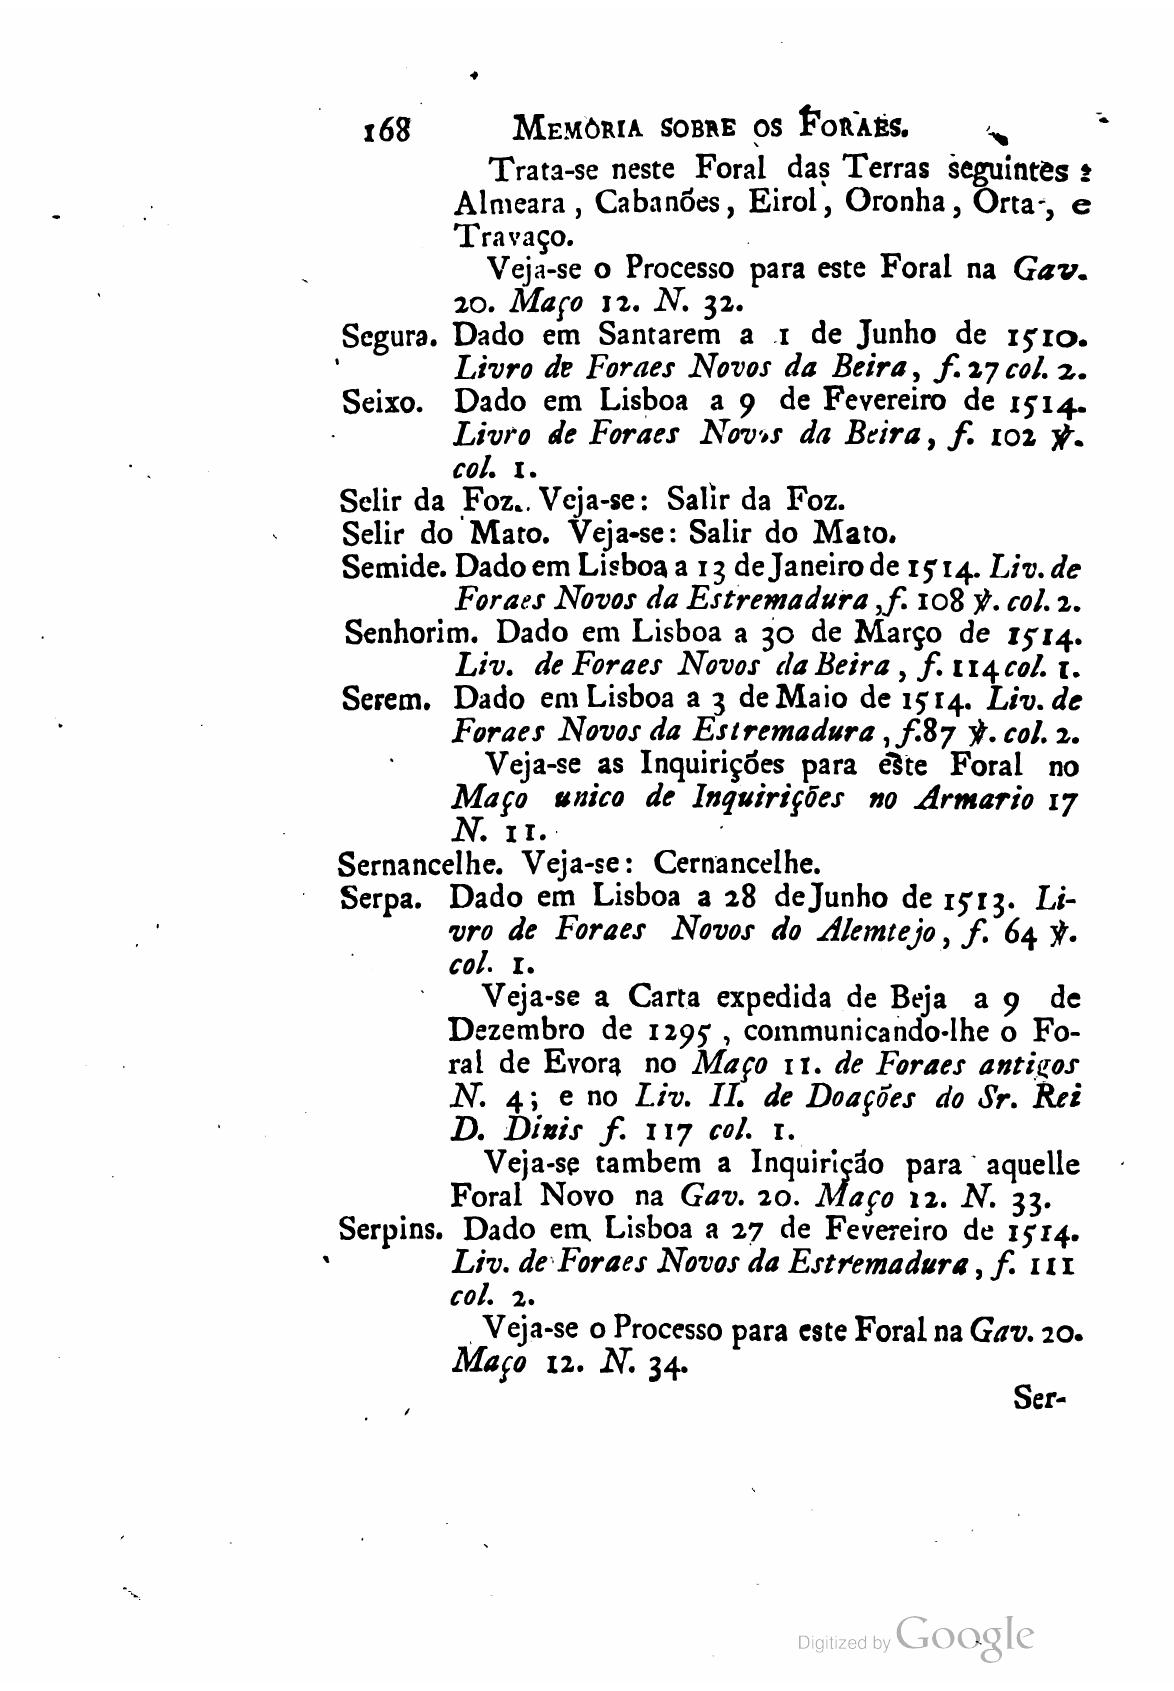 168 MEMORIA SOBRE OS FORAES.
Trata-se neste Foral das Terras seguintes :
Almeara , Cabanões , Eirol , Oronha , Orta , e
Travaço.
Veja-se o Processo para este Foral na Gav.
20. Maço 12. N. 32.
Segura. Dado em Santarem a 1 de Junho de 1510.
Livro de Foraes Novos da Beira , f. 27 col. 2.
Seixo. Dado em Lisboa a 9 de Fevereiro de 1514.
Livro de Foraes Novos da Beira , f. 102 ℣.
col. 1.
Selir da Foz. Veja-se : Salir da Foz.
Selir do Mato. Veja-se : Salir do Mato.
Semide. Dado em Lisboa a 13 de Janeiro de 1514. Liv. de
Foraes Novos da Estremadura , f. 108 ℣. col. 2.
Senhorim. Dado em Lisboa a 30 de Março de 1514.
Liv. de Foraes Novos da Beira , f. 114 col. 1.
Serem. Dado em Lisboa a 3 de Maio de 1514. Liv. de
Foraes Novos da Estremadura , f. 87 ℣. col. 2.
Veja-se as Inquirições para este Foral no
Maço unico de Inquirições no Armario 17
N. 11.
Sernancelhe. Veja-se : Cernancelhe.
Serpa. Dado em Lisboa a 28 de Junho de 1513. Li-
vro de Foraes Novos do Alemtejo , f. 64 ℣.
col. 1.
Veja-se a Carta expedida de Beja a 9 de
Dezembro de 1295 , communicando-lhe o Fo-
ral de Evora no Maço 11. de Foraes antigos
N. 4 ; e no Liv. II. de Doações do Sr. Rei
D. Dinis f. 117 col. 1.
Veja-se tambem a Inquirição para aquelle
Foral Novo na Gav. 20. Maço 12. N. 33.
Serpins. Dado em Lisboa a 27 de Fevereiro de 1514.
Liv. de Foraes Novos da Estremadura , f. 111
col. 2.
Veja-se o Processo para este Foral na Gav. 20.
Maço 12. N. 34.
Ser-
Digitized by Google